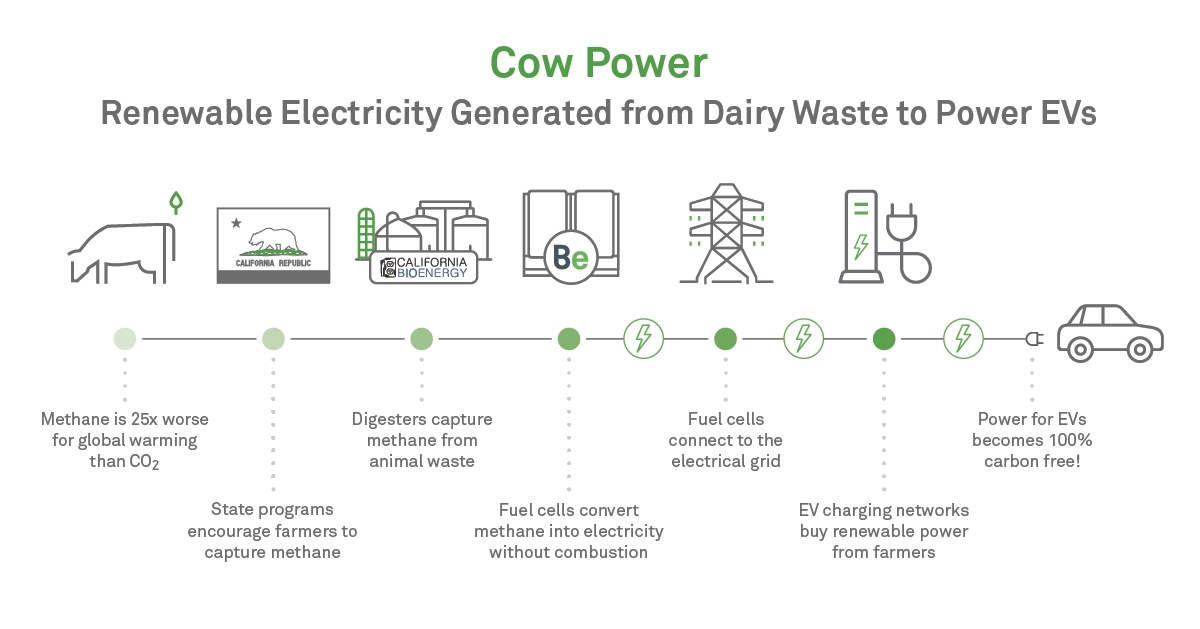 Cow Power
Renewable Electricity Generated from Dairy Waste to Power EVs
CALIFORNIA REPUBLIC
CALIFORNIA
BIOENERGY
Be
Methane is 25x worse
for global warming
than CO₂
State programs
encourage farmers to
capture methane
Digesters capture
methane from
animal waste
Fuel cells convert
methane into electricity
without combustion
Fuel cells
connect to the
electrical grid
EV charging networks
buy renewable power
from farmers
Power for EVs
becomes 100%
carbon free!